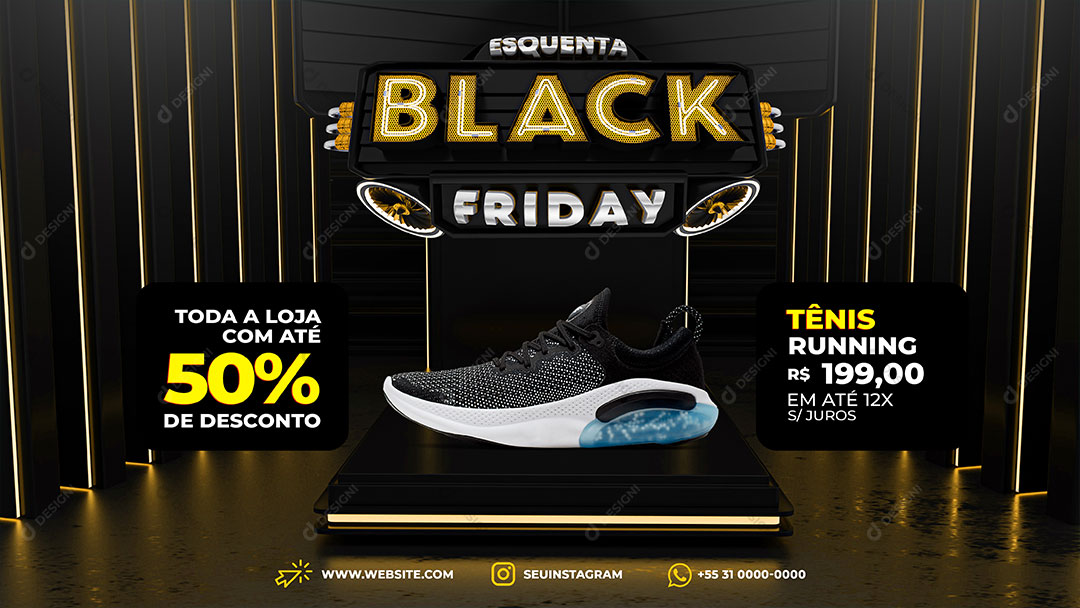 ESQUENTA
BLACK
FRIDAY
TODA A LOJA
COM ATÉ
50%
DE DESCONTO
TÊNIS
RUNNING
R$ 199,00
EM ATÉ 12X
S/ JUROS
WWW.WEBSITE.COM
SEUINSTAGRAM
+55 31 0000-0000
DESIGNI